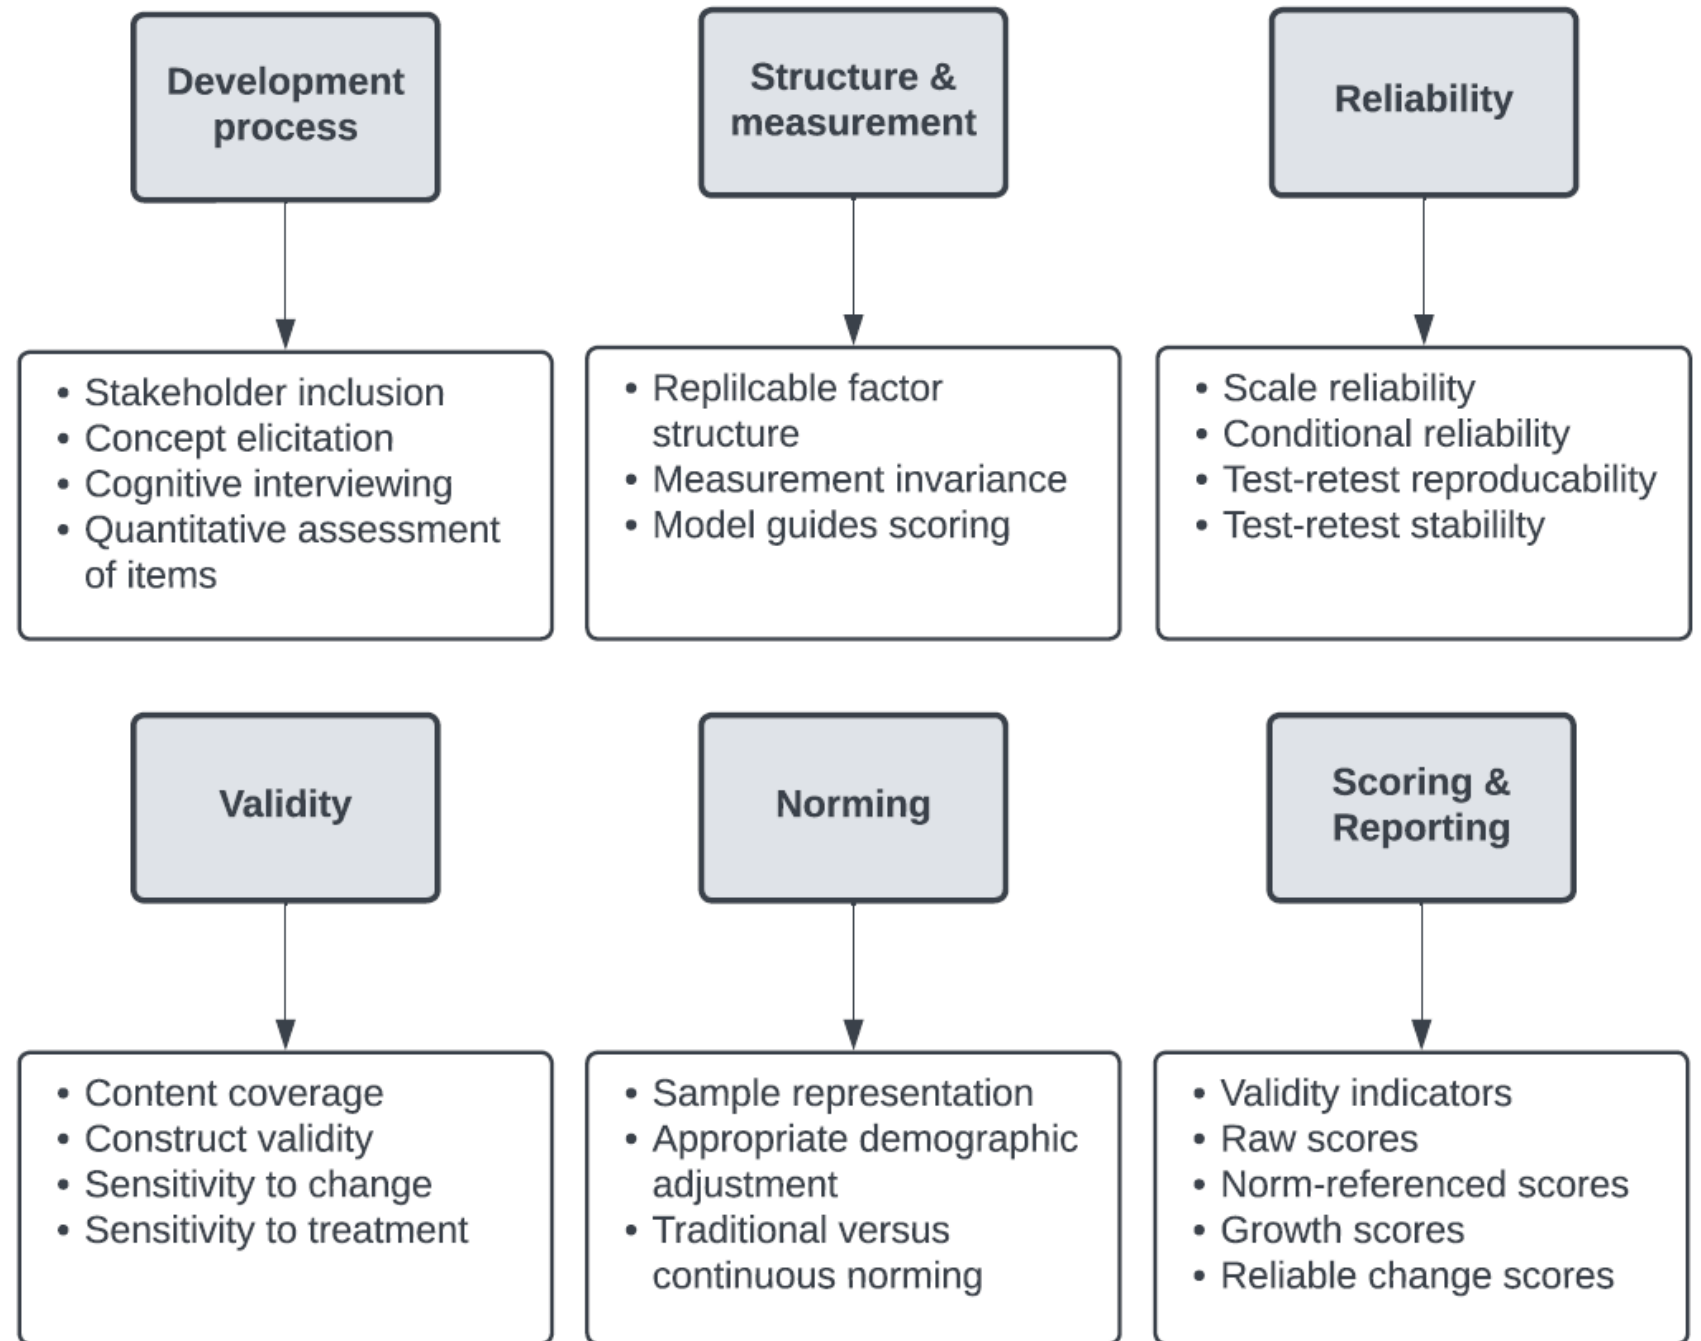 Development
process
Structure &
measurement
Reliability
• Stakeholder inclusion
• Concept elicitation
• Cognitive interviewing
• Quantitative assessment
of items
• Replilcable factor
structure
• Measurement invariance
• Model guides scoring
• Scale reliability
• Conditional reliability
• Test-retest reproducability
• Test-retest stabililty
Validity
Norming
Scoring &
Reporting
• Content coverage
• Construct validity
• Sensitivity to change
• Sensitivity to treatment
• Sample representation
• Appropriate demographic
adjustment
• Traditional versus
continuous norming
• Validity indicators
• Raw scores
• Norm-referenced scores
• Growth scores
• Reliable change scores